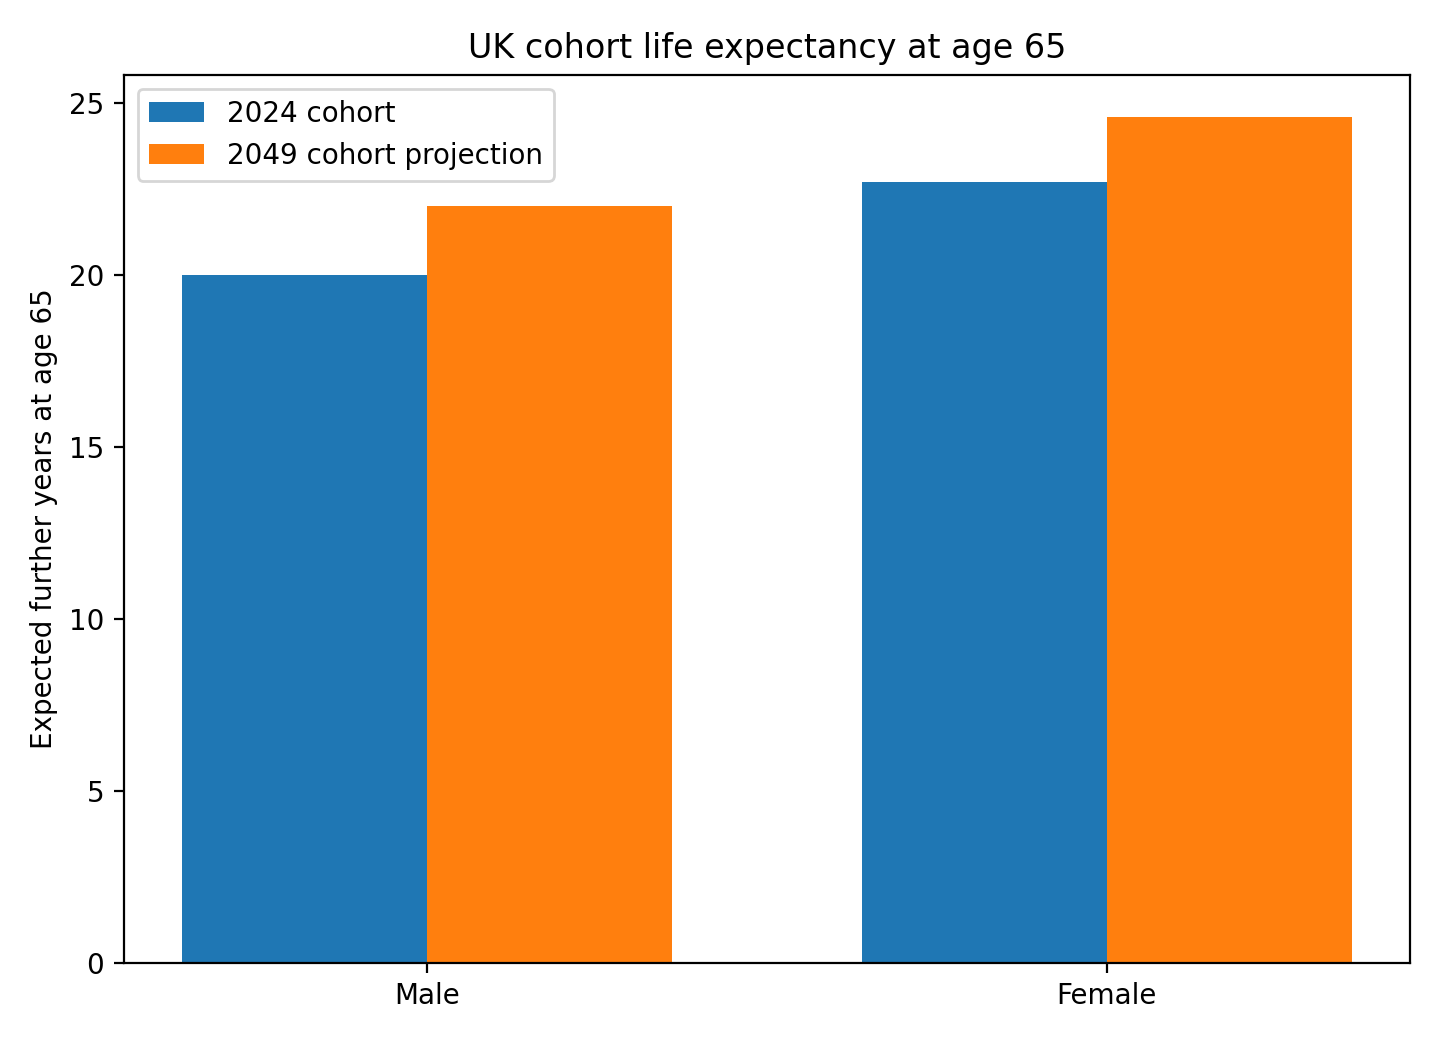 UK cohort life expectancy at age 65
2024 cohort
2049 cohort projection
Expected further years at age 65
25
20
15
10
5
0
Male
Female